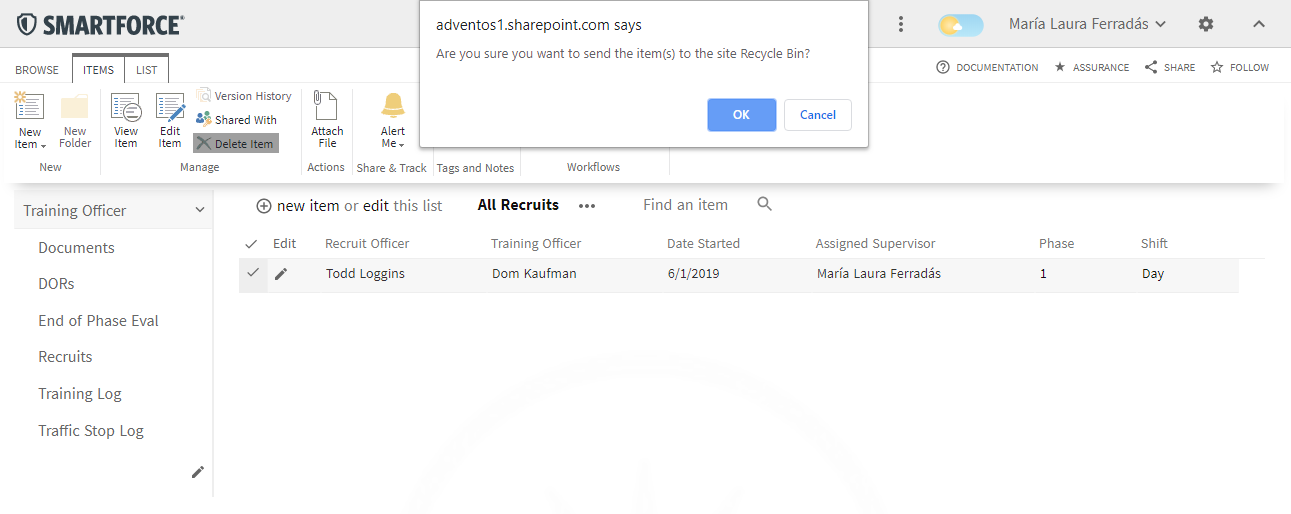 SMARTFORCE®
adventos1.sharepoint.com says
Are you sure you want to send the item(s) to the site Recycle Bin?
OK
Cancel
María Laura Ferradás
BROWSE
ITEMS
LIST
DOCUMENTATION
ASSURANCE
SHARE
FOLLOW
New
Item
New
Folder
New
View
Item
Edit
Item
Version History
Shared With
Delete Item
Manage
Attach
File
Actions
Alert
Me
Share & Track
Tags and Notes
Workflows
Training Officer
Documents
DORs
End of Phase Eval
Recruits
Training Log
Traffic Stop Log
new item or edit this list
All Recruits
•••
Find an item
Edit Recruit Officer Training Officer Date Started Assigned Supervisor Phase Shift
Todd Loggins Dom Kaufman 6/1/2019 María Laura Ferradás 1 Day